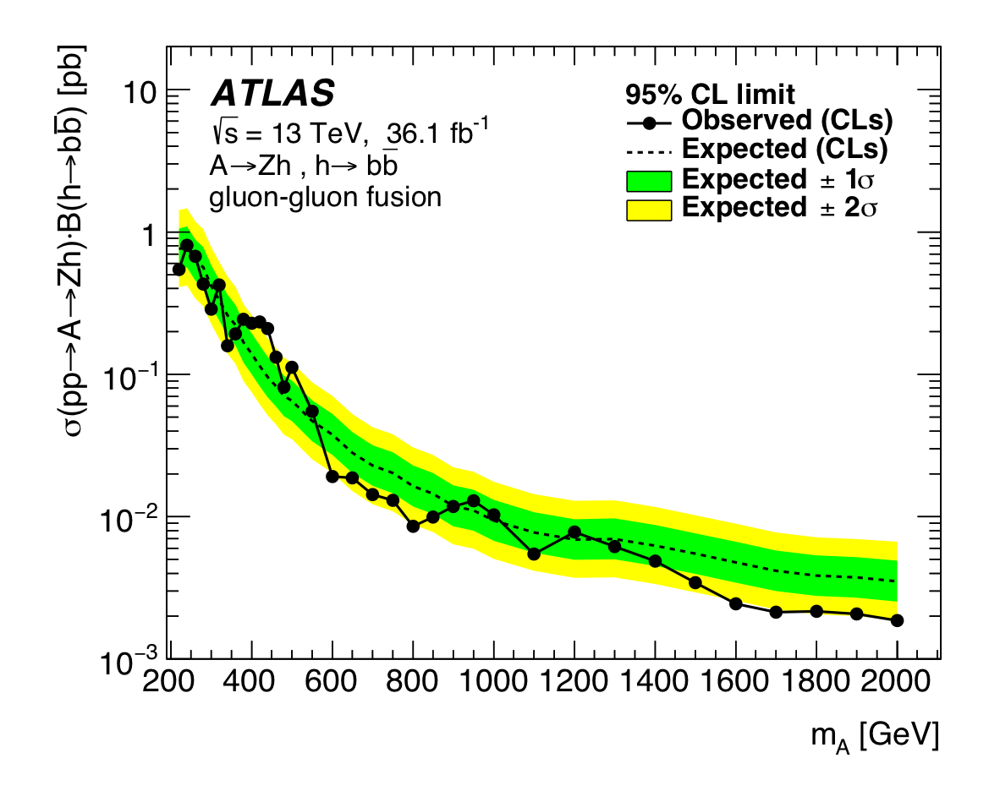 σ(pp→A→Zh)·B(h→bb̅) [pb]
ATLAS
√s = 13 TeV, 36.1 fb⁻¹
A→Zh , h→ bb̅
gluon-gluon fusion
95% CL limit
Observed (CLs)
Expected (CLs)
Expected ± 1σ
Expected ± 2σ
10
1
10⁻¹
10⁻²
10⁻³
200 400 600 800 1000 1200 1400 1600 1800 2000
m_A [GeV]